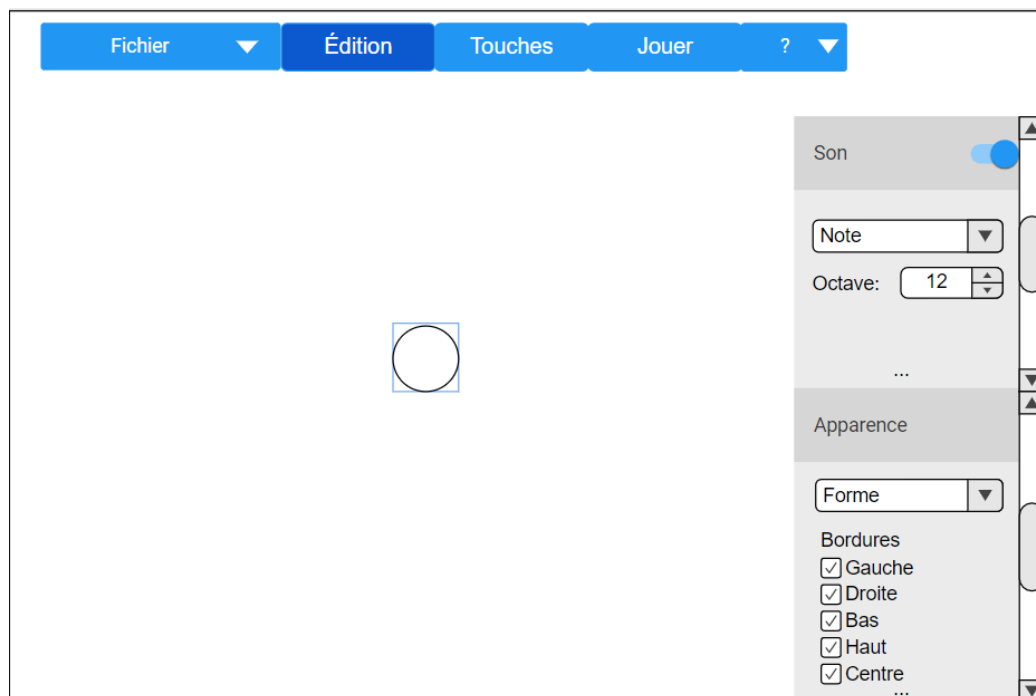 Fichier Édition Touches Jouer ?
Son
Note
Octave: 12
...
Apparence
Forme
Bordures
Gauche
Droite
Bas
Haut
Centre
...